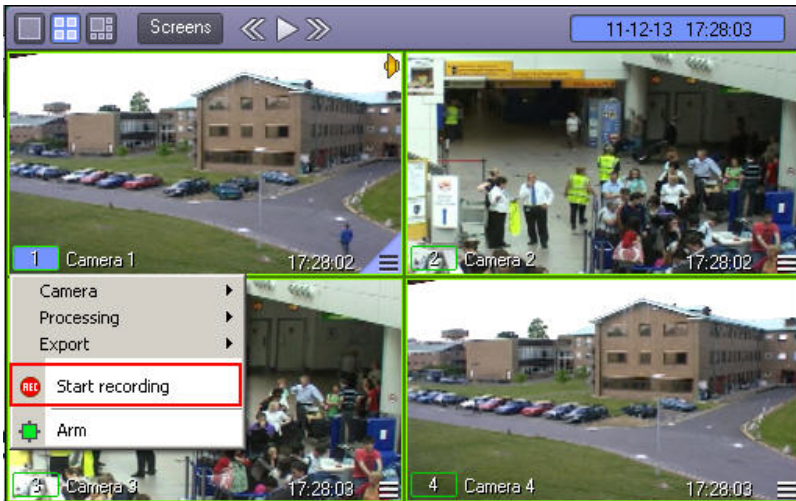 Screens
11-12-13 17:28:03
1 Camera 1 17:28:02
2 Camera 2 17:28:02
Camera
Processing
Export
REC Start recording
Arm
3 Camera 3 17:28:03
4 Camera 4 17:28:03